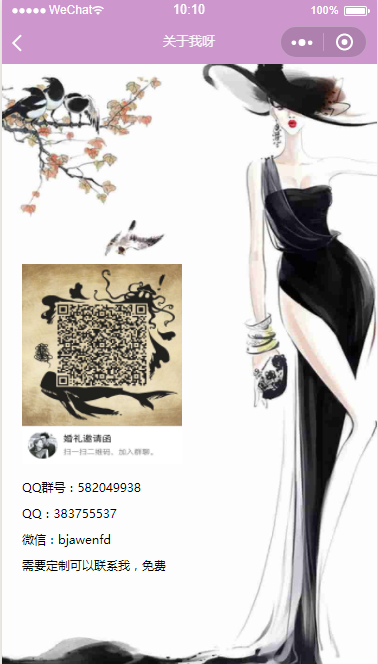 WeChat
10:10
100%
关于我呀
婚礼邀请函
扫一扫二维码，加入群聊。
QQ群号：582049938
QQ：383755537
微信：bjawenfd
需要定制可以联系我，免费